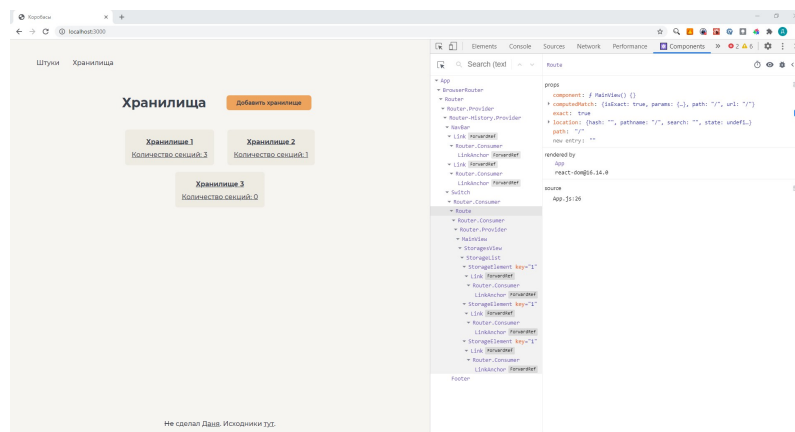 Коробасы
localhost:3000
Elements Console Sources Network Performance Components » 2 6
Штуки Хранилища
Search (text
Route
Хранилища
Добавить хранилище
Хранилище 1
Количество секций: 3
Хранилище 2
Количество секций: 1
Хранилище 3
Количество секций: 0
Не сделал Даня. Исходники тут.
App
BrowserRouter
Router
Router.Provider
Router-History.Provider
NavBar
Link ForwardRef
Router.Consumer
LinkAnchor ForwardRef
Link ForwardRef
Router.Consumer
LinkAnchor ForwardRef
Switch
Router.Consumer
Route
Router.Consumer
Router.Provider
MainView
StoragesView
StorageList
StorageElement key="1"
Link ForwardRef
Router.Consumer
LinkAnchor ForwardRef
StorageElement key="1"
Link ForwardRef
Router.Consumer
LinkAnchor ForwardRef
StorageElement key="1"
Link ForwardRef
Router.Consumer
LinkAnchor ForwardRef
Footer
props
component: ƒ MainView() {}
computedMatch: {isExact: true, params: {…}, path: "/", url: "/"}
exact: true
location: {hash: "", pathname: "/", search: "", state: undefi…}
path: "/"
new entry: ""
rendered by
App
react-dom@16.14.0
source
App.js:26